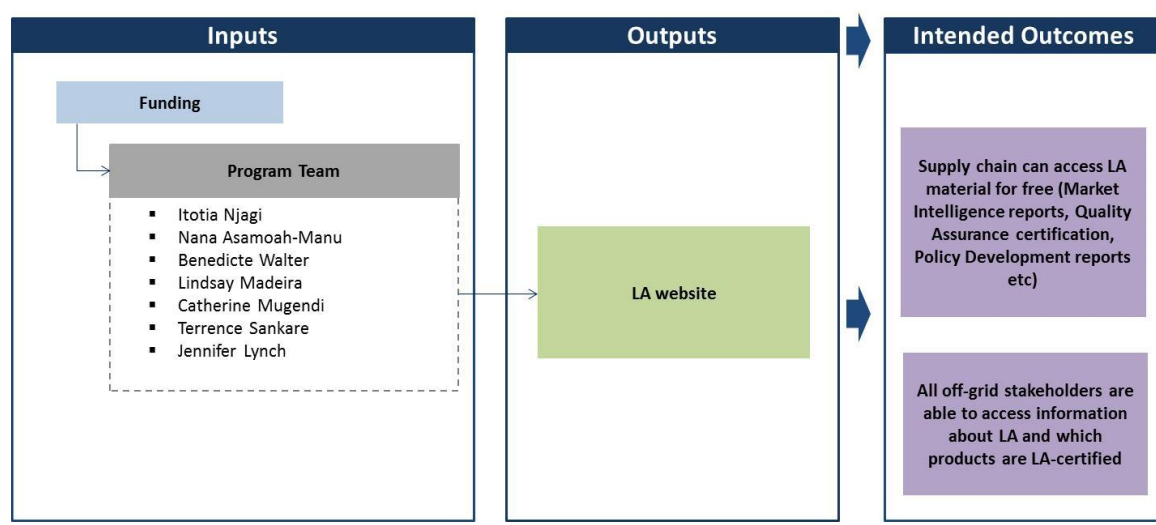 Inputs
Funding
Program Team
▪ Itotia Njagi
▪ Nana Asamoah-Manu
▪ Benedicte Walter
▪ Lindsay Madeira
▪ Catherine Mugendi
▪ Terrence Sankare
▪ Jennifer Lynch
Outputs
LA website
Intended Outcomes
Supply chain can access LA
material for free (Market
Intelligence reports, Quality
Assurance certification,
Policy Development reports
etc)
All off-grid stakeholders are
able to access information
about LA and which
products are LA-certified